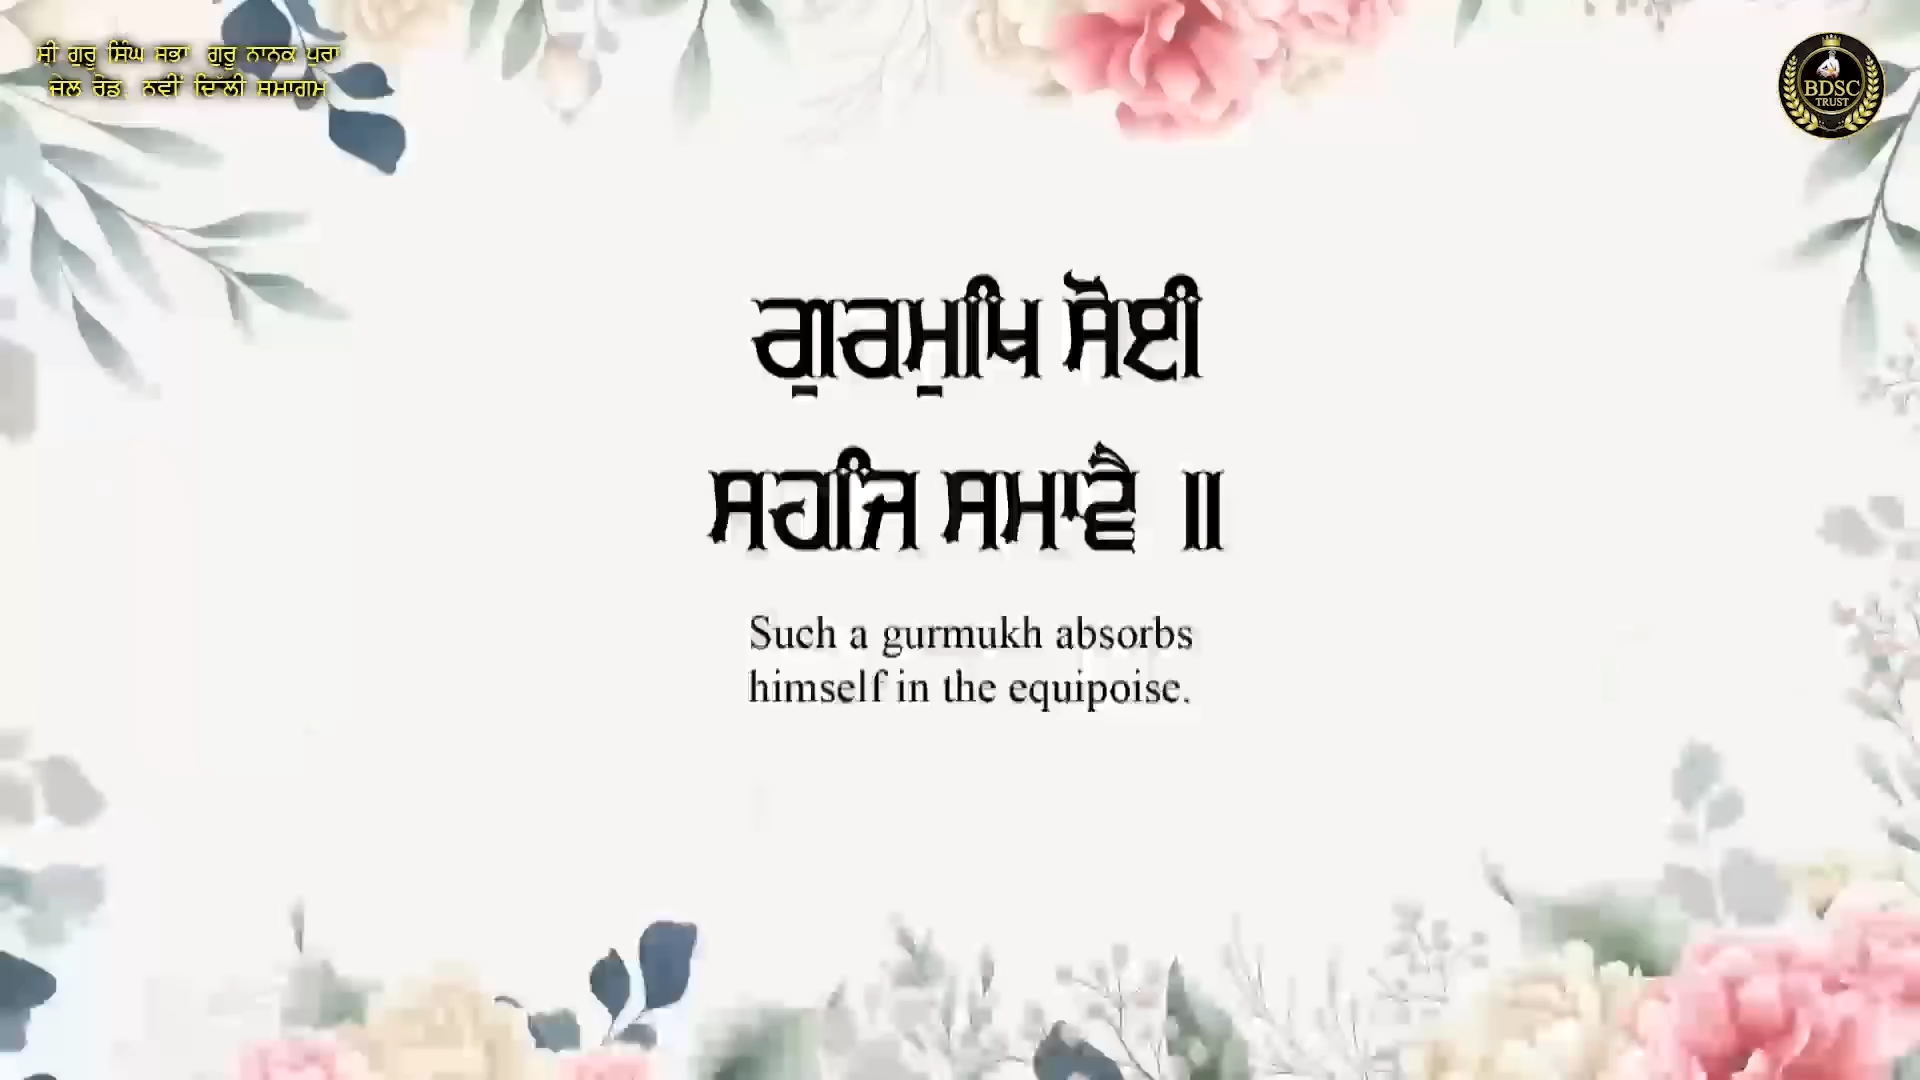 ਸ੍ਰੀ ਗੁਰੂ ਸਿੰਘ ਸਭਾ ਗੁਰੂ ਨਾਨਕ ਪੁਰਾ
ਜੇਲ ਰੋਡ, ਨਵੀਂ ਦਿੱਲੀ ਸਮਾਗਮ
BDSC
TRUST
ਗੁਰਮੁਖਿ ਸੋਈ
ਸਹਜਿ ਸਮਾਵੈ ॥
Such a gurmukh absorbs
himself in the equipoise.